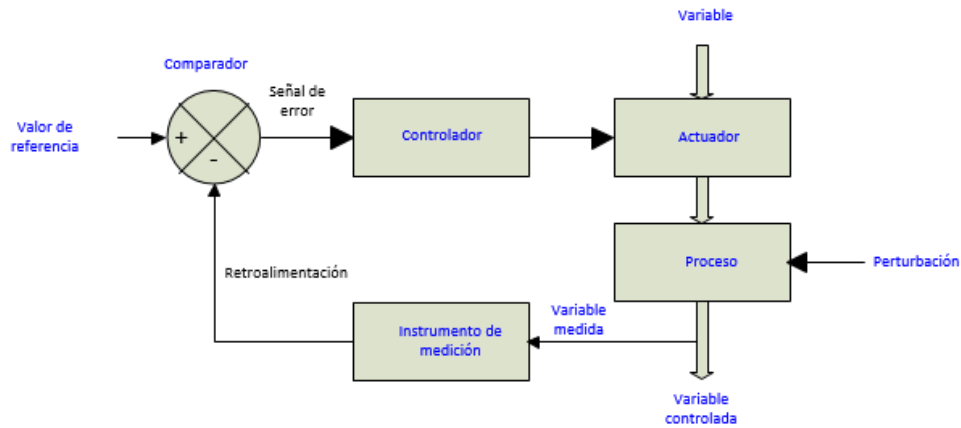 Variable
Comparador
Señal de
error
Valor de
referencia
+
-
Controlador
Actuador
Retroalimentación
Proceso
Perturbación
Variable
medida
Instrumento de
medición
Variable
controlada